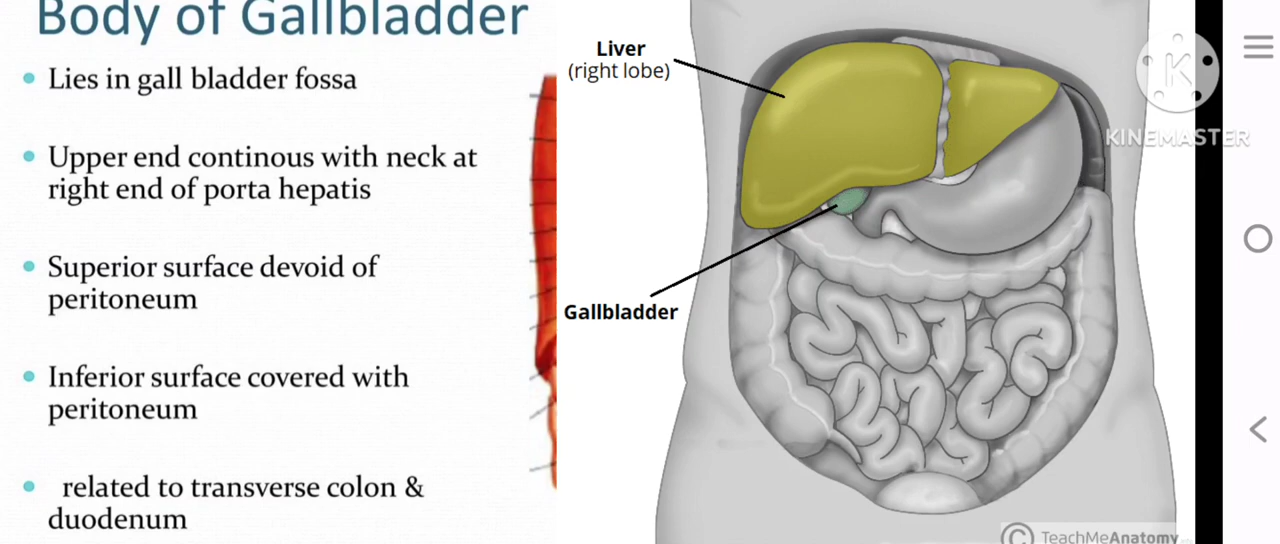 Body of Gallbladder
Lies in gall bladder fossa
Upper end continous with neck at
right end of porta hepatis
Superior surface devoid of
peritoneum
Inferior surface covered with
peritoneum
related to transverse colon &
duodenum
Liver
(right lobe)
Gallbladder
K
KINEMASTER
© TeachMeAnatomy